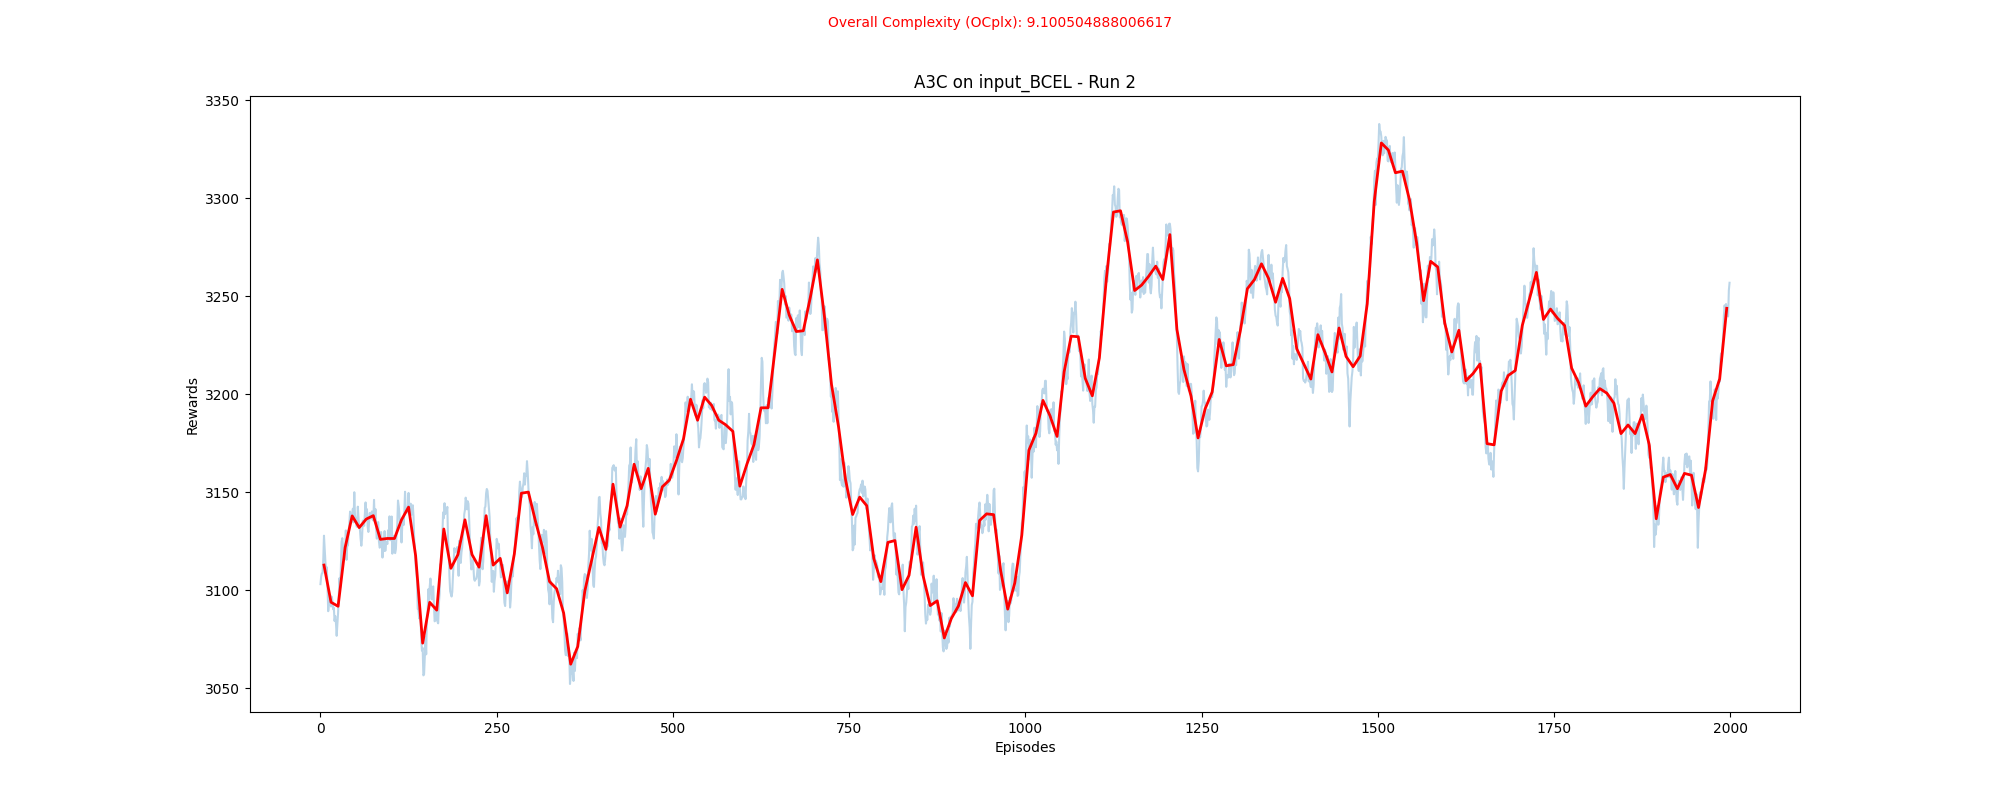 Overall Complexity (OCplx): 9.100504888006617
A3C on input_BCEL - Run 2
3350
3300
3250
3200
3150
3100
3050
Rewards
0 250 500 750 1000 1250 1500 1750 2000
Episodes